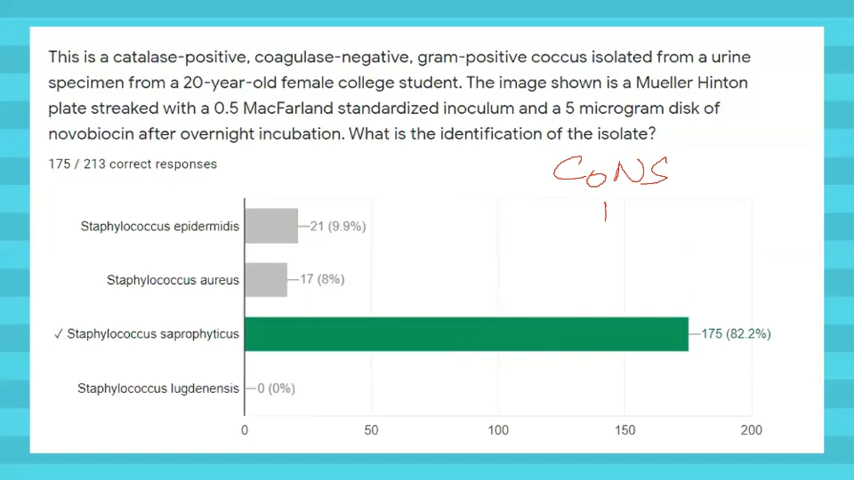 This is a catalase-positive, coagulase-negative, gram-positive coccus isolated from a urine
specimen from a 20-year-old female college student. The image shown is a Mueller Hinton
plate streaked with a 0.5 MacFarland standardized inoculum and a 5 microgram disk of
novobiocin after overnight incubation. What is the identification of the isolate?
175 / 213 correct responses
CoNS
Staphylococcus epidermidis
21 (9.9%)
Staphylococcus aureus
17 (8%)
✓ Staphylococcus saprophyticus
175 (82.2%)
Staphylococcus lugdenensis
0 (0%)
0 50 100 150 200